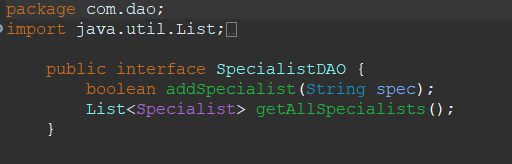 package com.dao;
import java.util.List;
public interface SpecialistDAO {
boolean addSpecialist(String spec);
List<Specialist> getAllSpecialists();
}